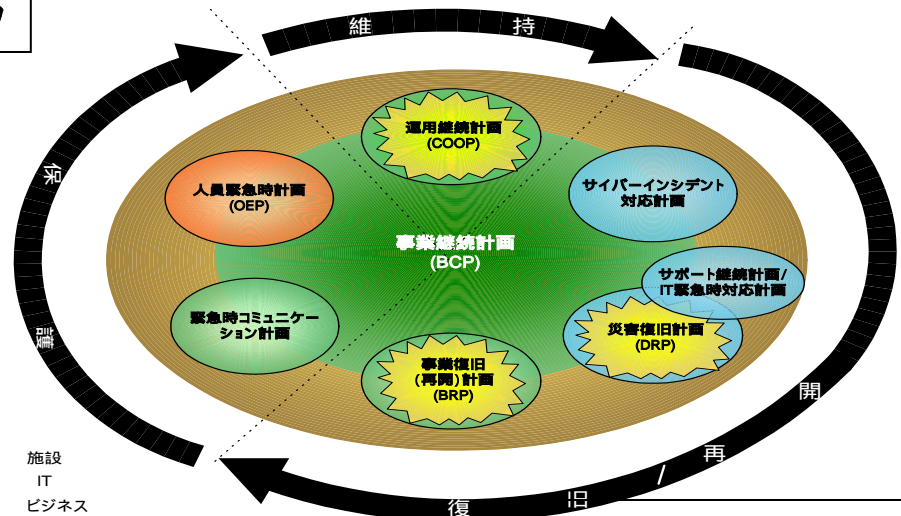 維 持
保 護
運用継続計画
(COOP)
人員緊急時計画
(OEP)
サイバーインシデント
対応計画
事業継続計画
(BCP)
サポート継続計画/
IT緊急時対応計画
緊急時コミュニケー
ション計画
災害復旧計画
(DRP)
事業復旧
(再開)計画
(BRP)
復 旧 / 再 開
施設
IT
ビジネス